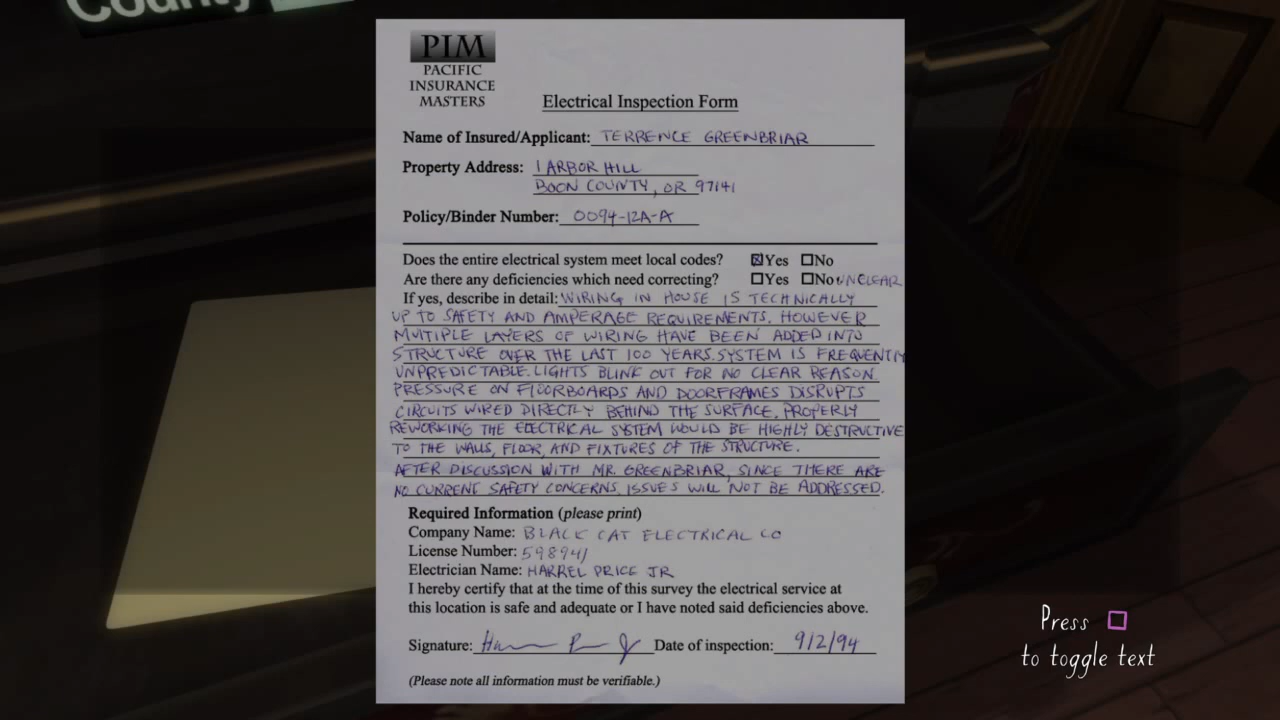 County
PIM
PACIFIC
INSURANCE
MASTERS
Electrical Inspection Form
Name of Insured/Applicant: TERRENCE GREENBRIAR
Property Address: 1 ARBOR HILL
BOON COUNTY, OR 97141
Policy/Binder Number: 0094-12A-A
Does the entire electrical system meet local codes? ☒Yes ☐No
Are there any deficiencies which need correcting? ☐Yes ☐No UNCLEAR
If yes, describe in detail: WIRING IN HOUSE IS TECHNICALLY
UP TO SAFETY AND AMPERAGE REQUIREMENTS. HOWEVER
MULTIPLE LAYERS OF WIRING HAVE BEEN ADDED INTO
STRUCTURE OVER THE LAST 100 YEARS. SYSTEM IS FREQUENTLY
UNPREDICTABLE. LIGHTS BLINK OUT FOR NO CLEAR REASON.
PRESSURE ON FLOORBOARDS AND DOORFRAMES DISRUPTS
CIRCUITS WIRED DIRECTLY BEHIND THE SURFACE. PROPERLY
REWORKING THE ELECTRICAL SYSTEM WOULD BE HIGHLY DESTRUCTIVE
TO THE WALLS, FLOOR, AND FIXTURES OF THE STRUCTURE.
AFTER DISCUSSION WITH MR. GREENBRIAR, SINCE THERE ARE
NO CURRENT SAFETY CONCERNS, ISSUES WILL NOT BE ADDRESSED.
Required Information (please print)
Company Name: BLACK CAT ELECTRICAL CO
License Number: 598941
Electrician Name: HARREL PRICE JR
I hereby certify that at the time of this survey the electrical service at
this location is safe and adequate or I have noted said deficiencies above.
Signature: Date of inspection: 9/2/94
(Please note all information must be verifiable.)
Press
to toggle text